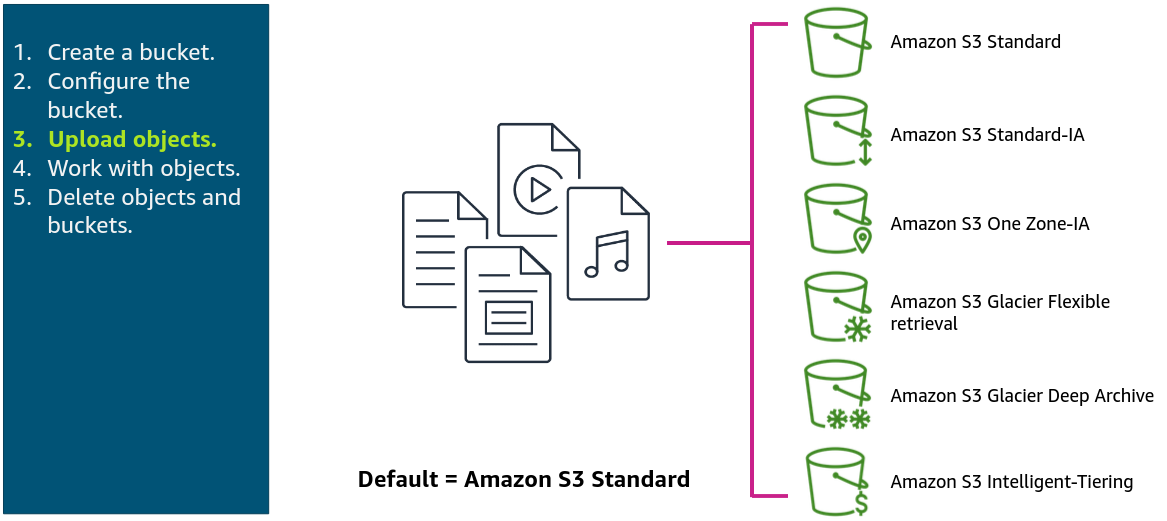 1. Create a bucket.
2. Configure the
bucket.
3. Upload objects.
4. Work with objects.
5. Delete objects and
buckets.
Default = Amazon S3 Standard
Amazon S3 Standard
Amazon S3 Standard-IA
Amazon S3 One Zone-IA
Amazon S3 Glacier Flexible
retrieval
Amazon S3 Glacier Deep Archive
Amazon S3 Intelligent-Tiering
$